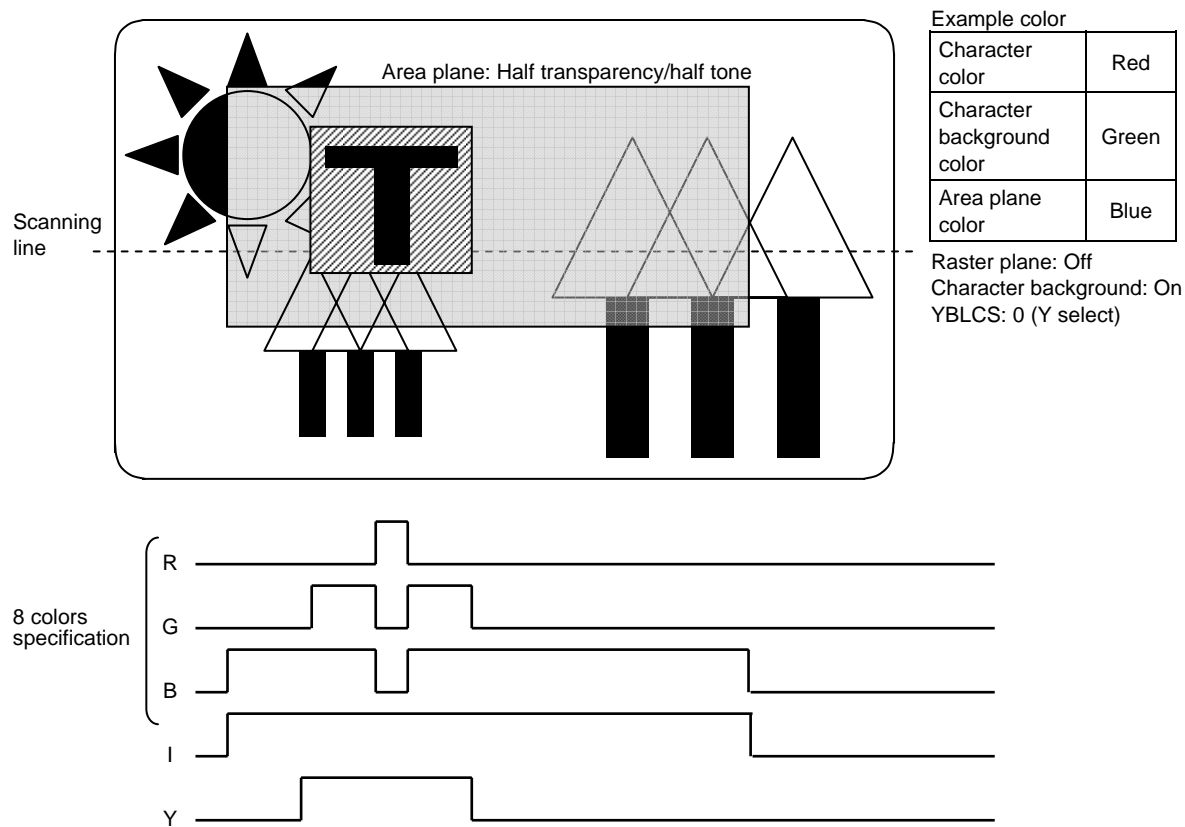 Example color
Character
color
Red
Character
background
color
Green
Area plane
color
Blue
Raster plane: Off
Character background: On
YBLCS: 0 (Y select)
Area plane: Half transparency/half tone
T
Scanning
line
8 colors
specification
R
G
B
I
Y